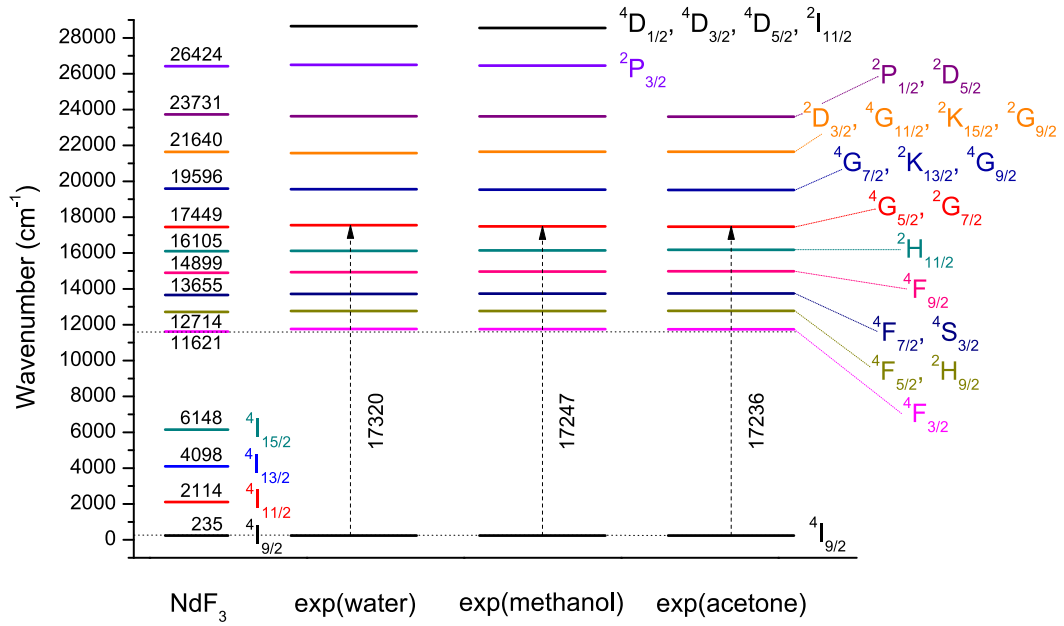 28000
26000
24000
22000
20000
18000
16000
14000
12000
10000
8000
6000
4000
2000
0
Wavenumber (cm⁻¹)
26424
23731
21640
19596
17449
16105
14899
13655
12714
11621
6148
4098
2114
235
⁴I₁₅/₂
⁴I₁₃/₂
⁴I₁₁/₂
⁴I₉/₂
17320
17247
17236
⁴D₁/₂, ⁴D₃/₂, ⁴D₅/₂, ²I₁₁/₂
²P₃/₂
²P₁/₂, ²D₅/₂
²D₃/₂, ⁴G₁₁/₂, ²K₁₅/₂, ²G₉/₂
⁴G₇/₂, ²K₁₃/₂, ⁴G₉/₂
⁴G₅/₂, ²G₇/₂
²H₁₁/₂
⁴F₉/₂
⁴F₇/₂, ⁴S₃/₂
⁴F₅/₂, ²H₉/₂
⁴F₃/₂
⁴I₉/₂
NdF₃ exp(water) exp(methanol) exp(acetone)